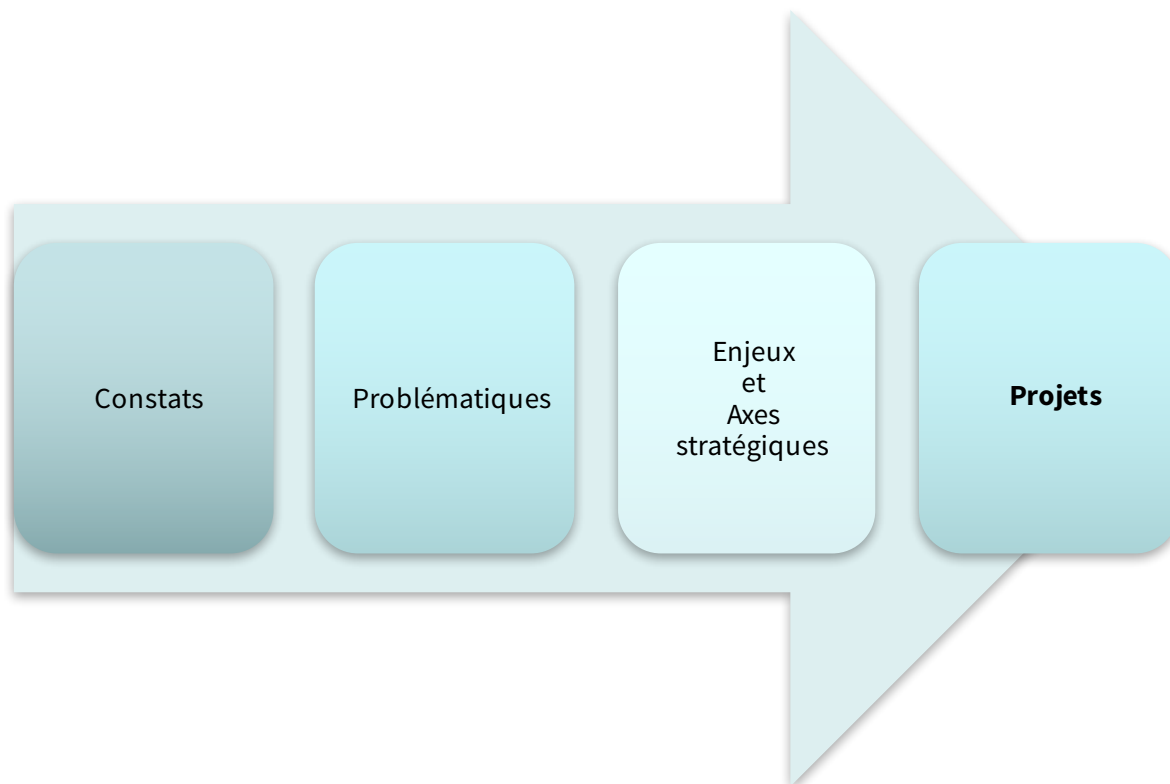 Constats
Problématiques
Enjeux
et
Axes
stratégiques
Projets